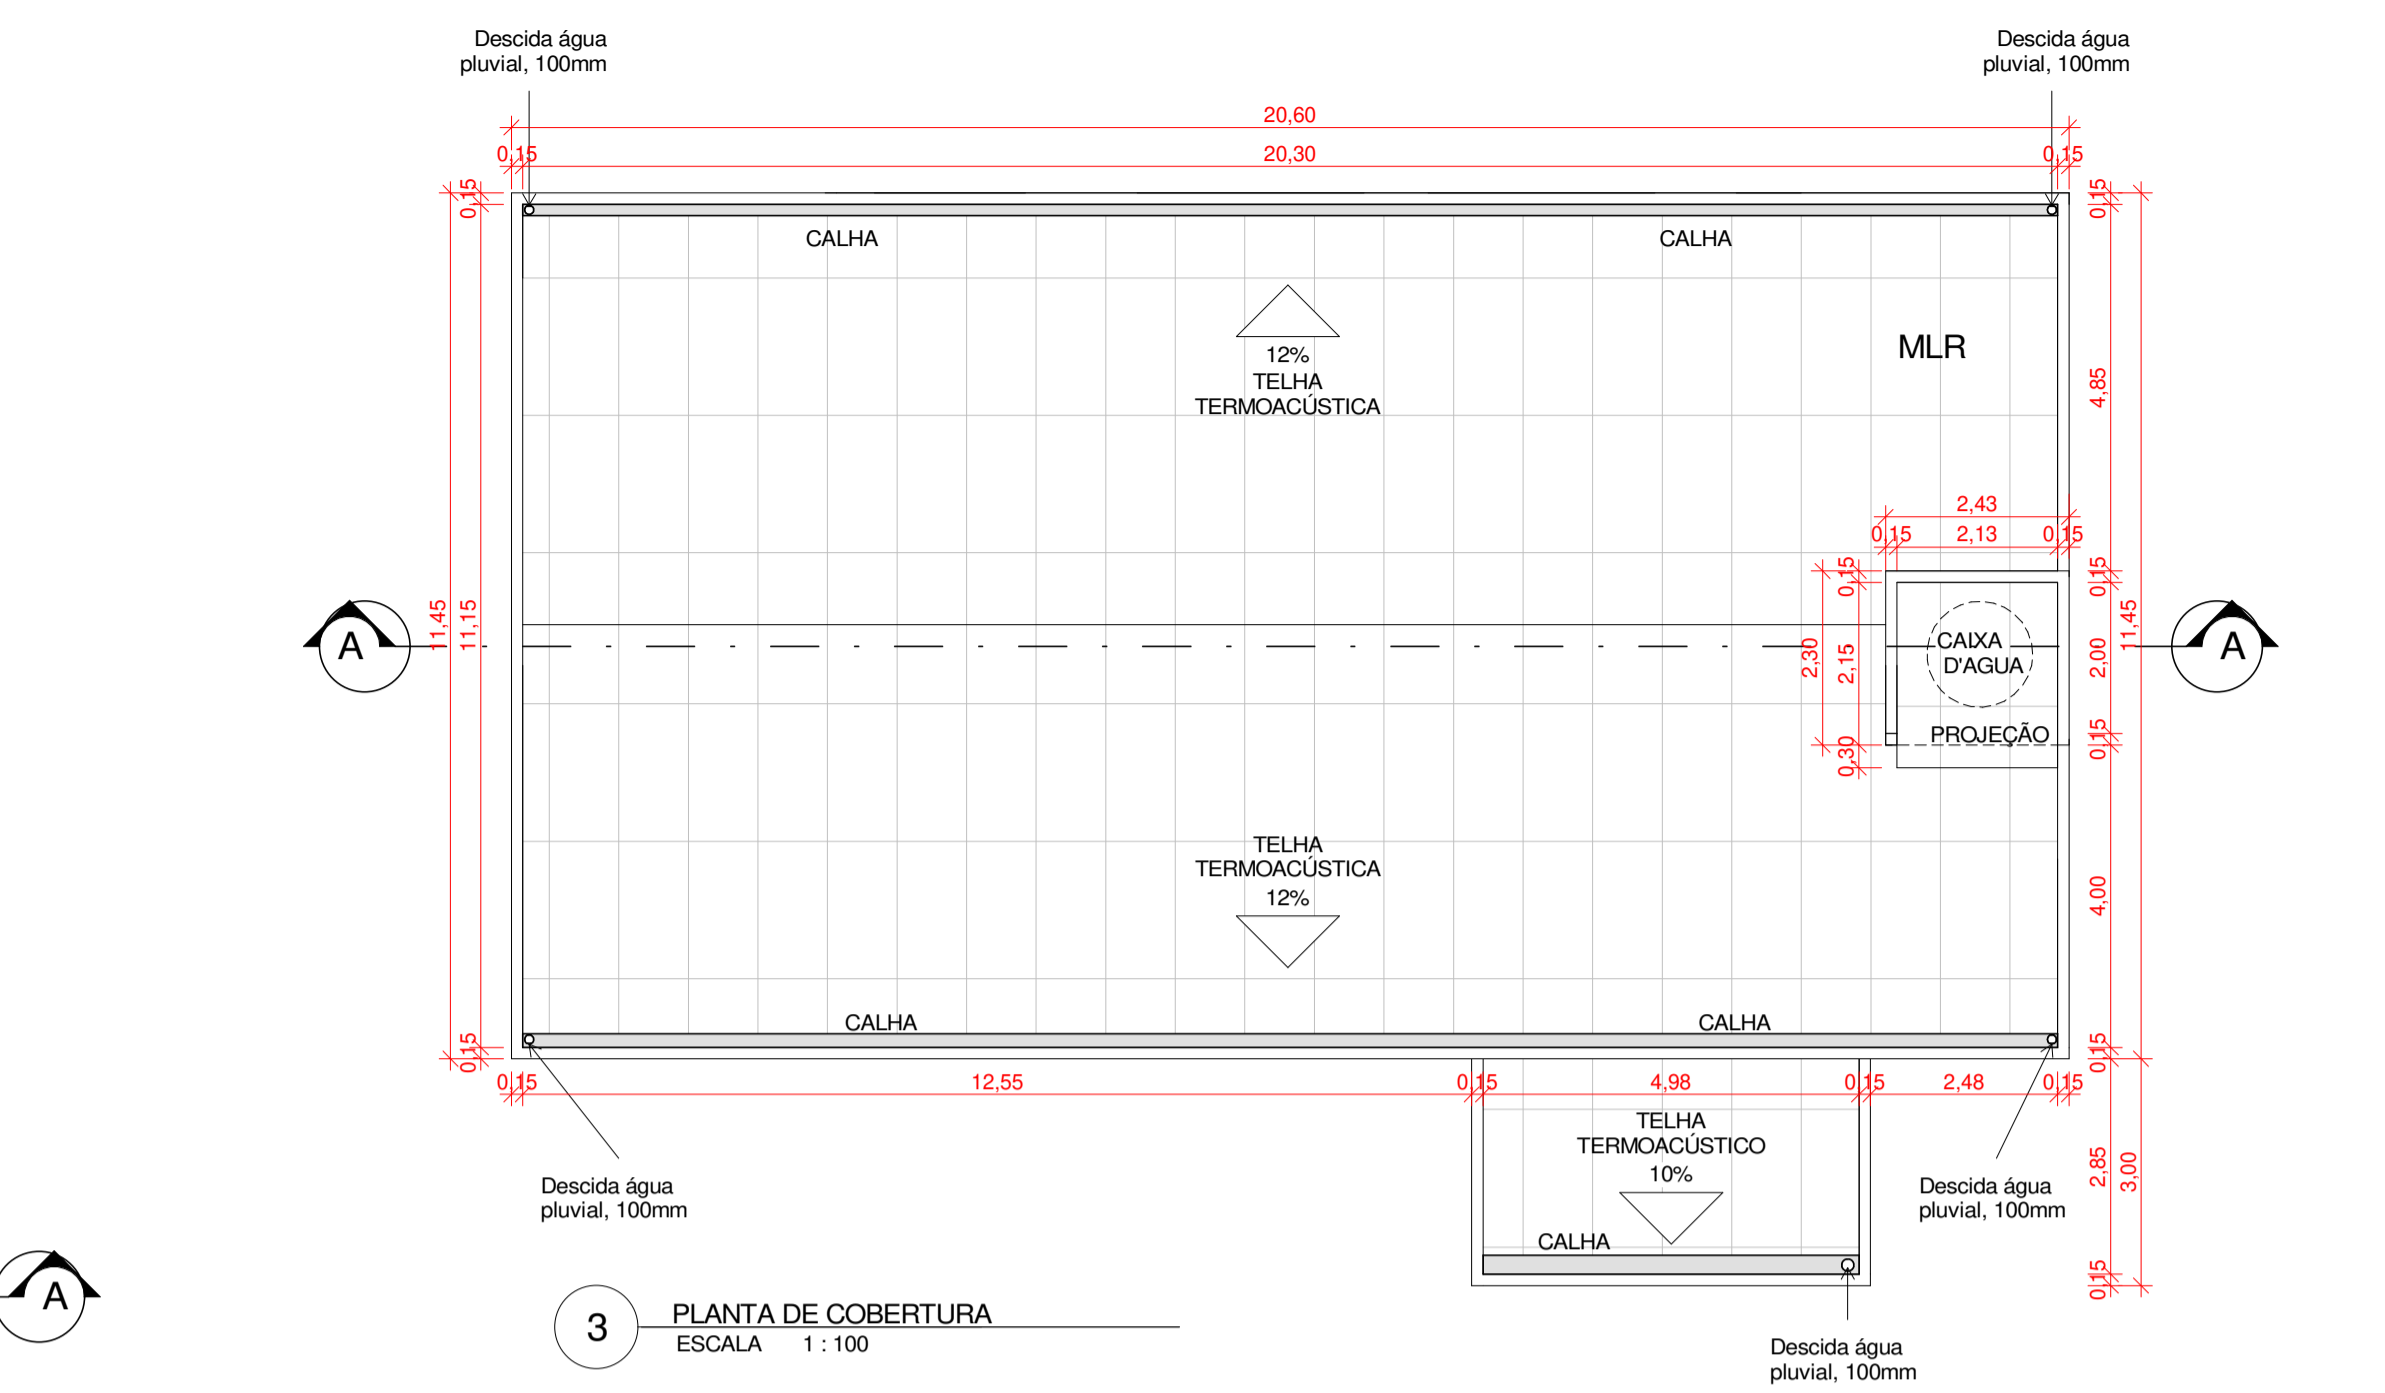 Descida água
pluvial, 100mm
Descida água
pluvial, 100mm
20,60
0,15
20,30
0,15
0,15
0,15
CALHA
CALHA
12%
TELHA
TERMOACÚSTICA
MLR
4,85
2,43
0,15
2,13
0,15
0,15
0,15
A
11,45
11,15
2,30
2,15
CAIXA
D'AGUA
2,00
11,45
A
PROJEÇÃO
0,30
0,15
TELHA
TERMOACÚSTICA
12%
4,00
CALHA
CALHA
0,15
0,15
0,15
12,55
0,15
4,98
0,15
2,48
0,15
TELHA
TERMOACÚSTICO
10%
2,85
3,00
Descida água
pluvial, 100mm
Descida água
pluvial, 100mm
CALHA
0,15
A
3
PLANTA DE COBERTURA
ESCALA 1 : 100
Descida água
pluvial, 100mm